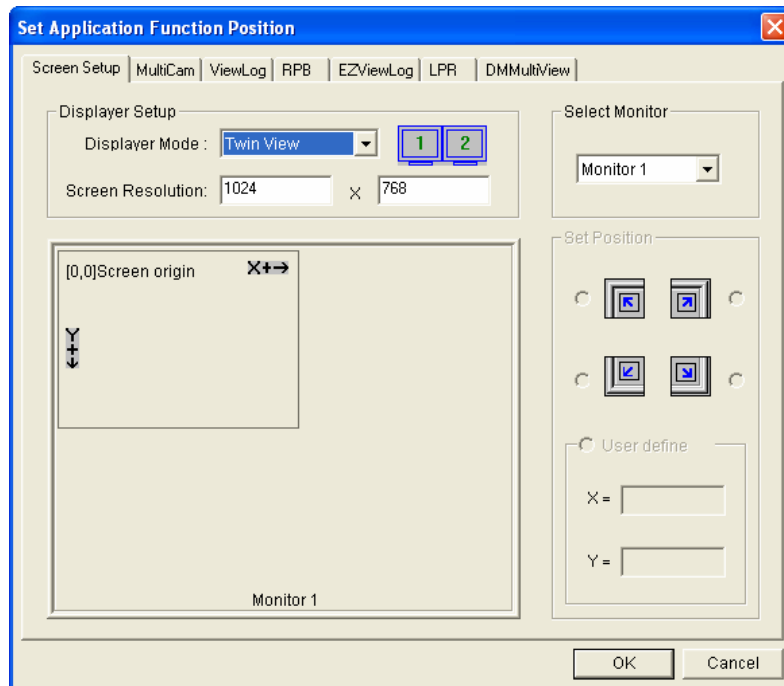 Set Application Function Position
Screen Setup MultiCam ViewLog RPB EZViewLog LPR DMMultiView
Displayer Setup
Displayer Mode : Twin View 1 2
Screen Resolution: 1024 X 768
Select Monitor
Monitor 1
[0,0]Screen origin X+→
Y+↓
Monitor 1
Set Position
User define
X =
Y =
OK Cancel